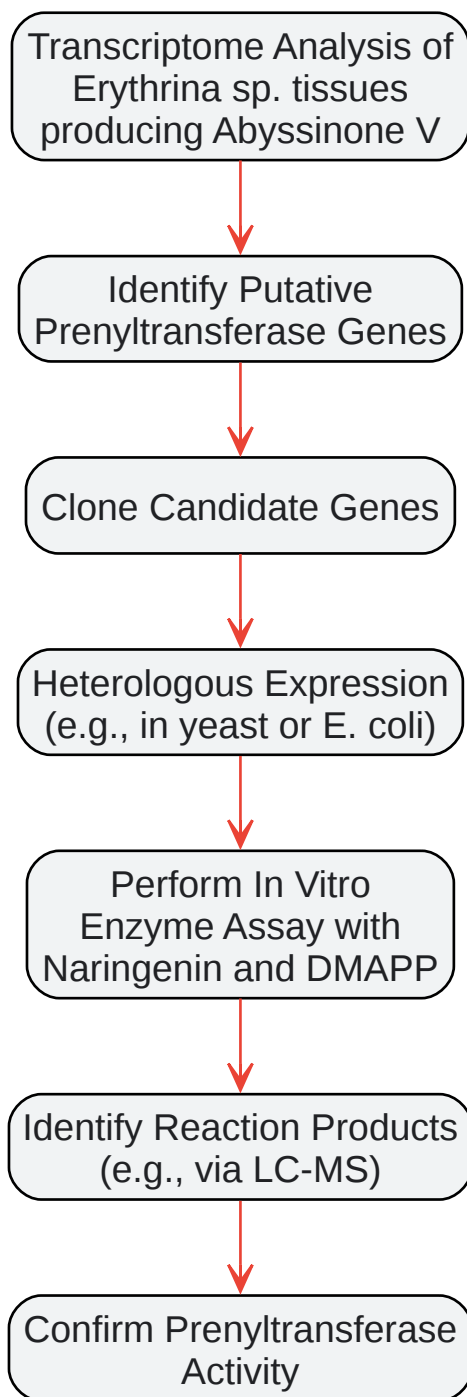 Transcriptome Analysis of
Erythrina sp. tissues
producing Abyssinone V
Identify Putative
Prenyltransferase Genes
Clone Candidate Genes
Heterologous Expression
(e.g., in yeast or E. coli)
Perform In Vitro
Enzyme Assay with
Naringenin and DMAPP
Identify Reaction Products
(e.g., via LC-MS)
Confirm Prenyltransferase
Activity